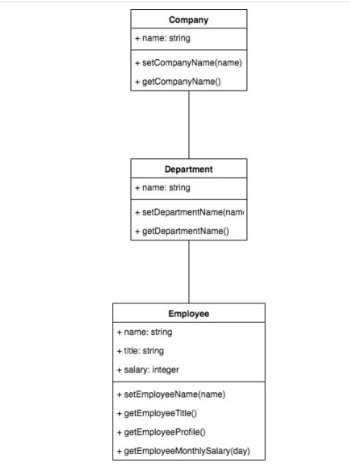 Company
+ name: string
+ setCompanyName(name)
+ getCompanyName()
Department
+ name: string
+ setDepartmentName(nam
+ getDepartmentName()
Employee
+ name: string
+ title: string
+ salary: integer
+ setEmployeeName(name)
+ getEmployeeTitle()
+ getEmployeeProfile()
+ getEmployeeMonthlySalary(day)